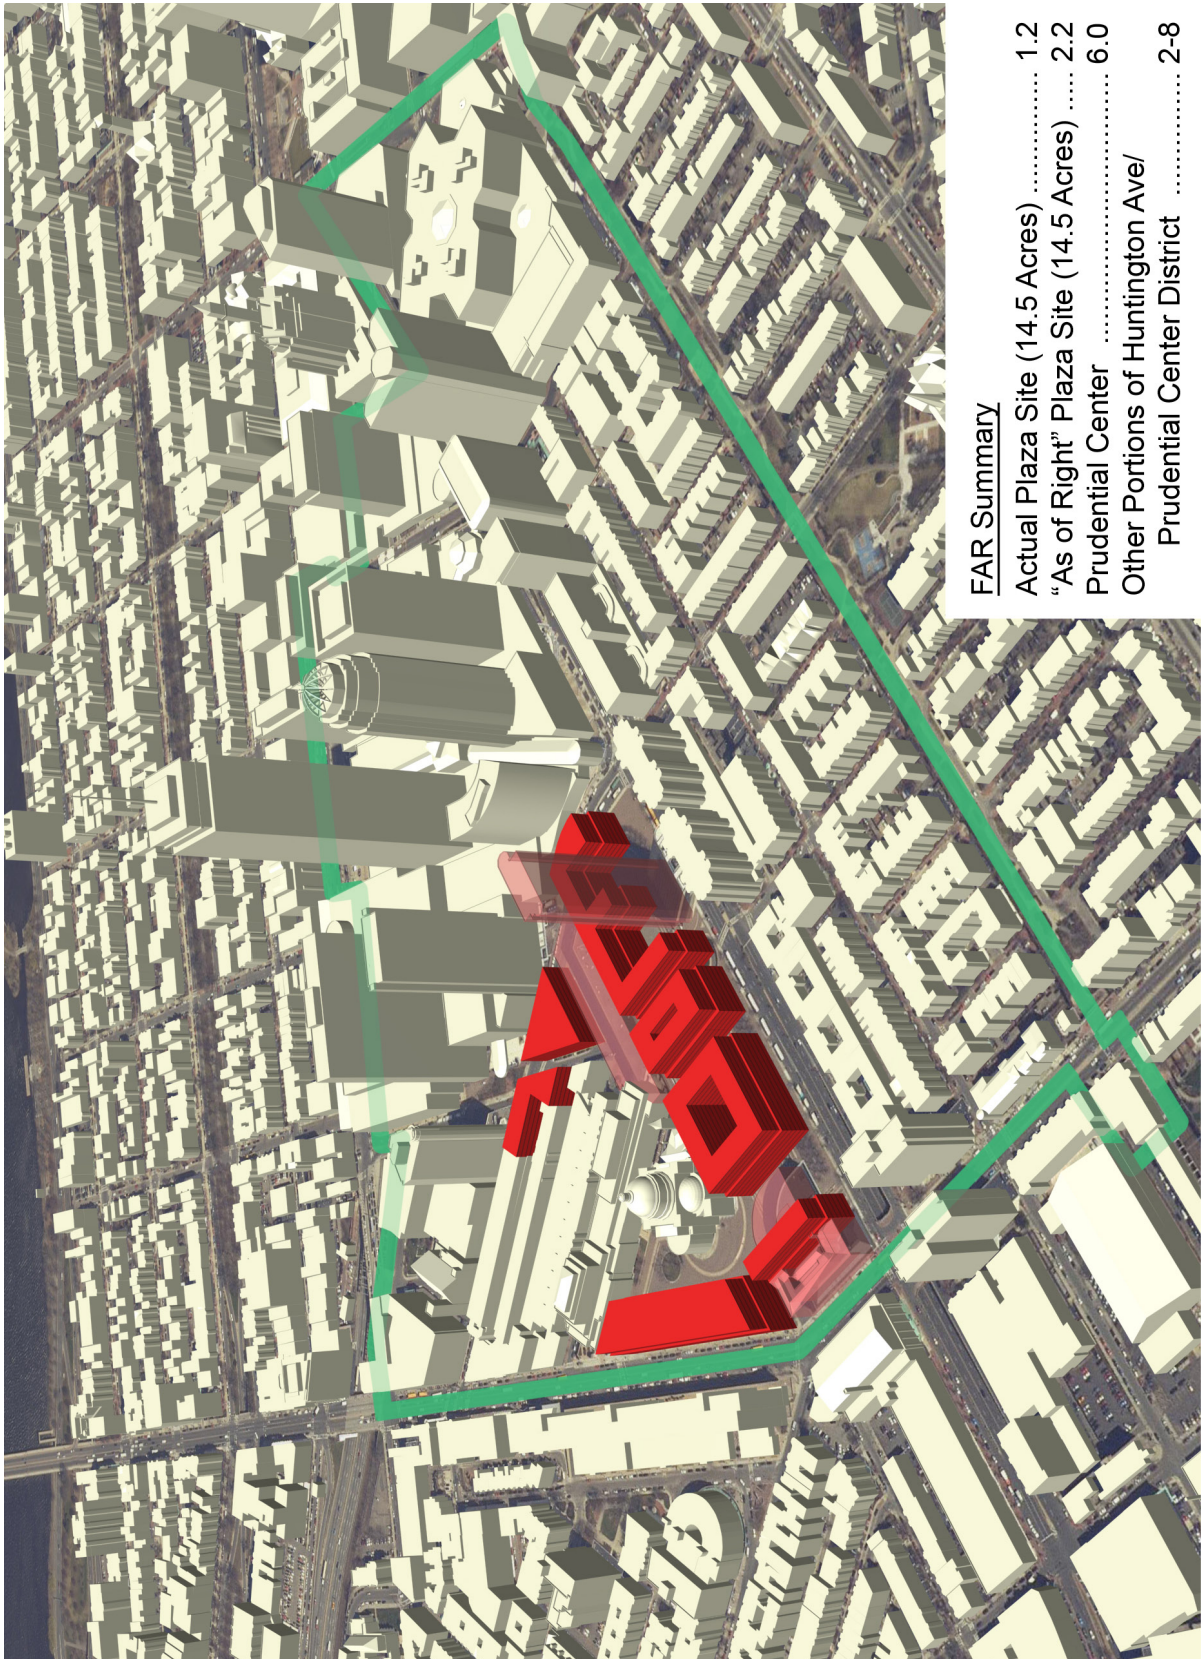 FAR Summary
Actual Plaza Site (14.5 Acres) ................ 1.2
“As of Right” Plaza Site (14.5 Acres) ..... 2.2
Prudential Center .................................. 6.0
Other Portions of Huntington Ave/
Prudential Center District ................ 2-8